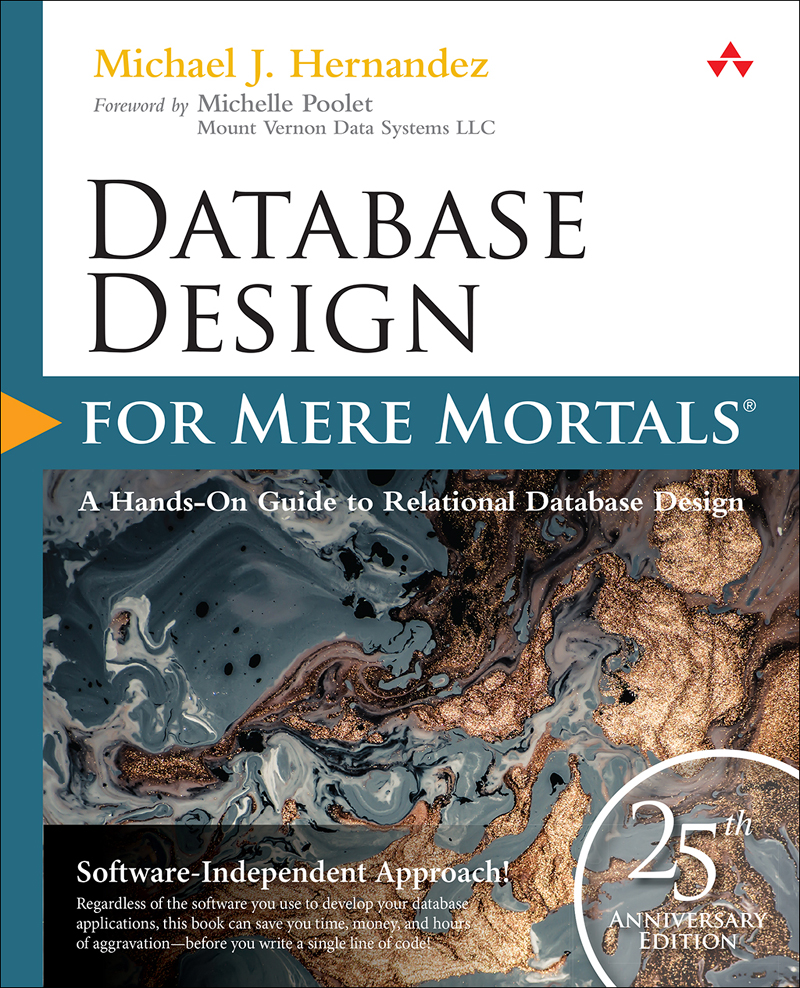 Michael J. Hernandez
Foreword by Michelle Poolet
Mount Vernon Data Systems LLC
DATABASE
DESIGN
FOR MERE MORTALS®
A Hands-On Guide to Relational Database Design
Software-Independent Approach!
Regardless of the software you use to develop your database
applications, this book can save you time, money, and hours
of aggravation—before you write a single line of code!
25th
ANNIVERSARY
EDITION